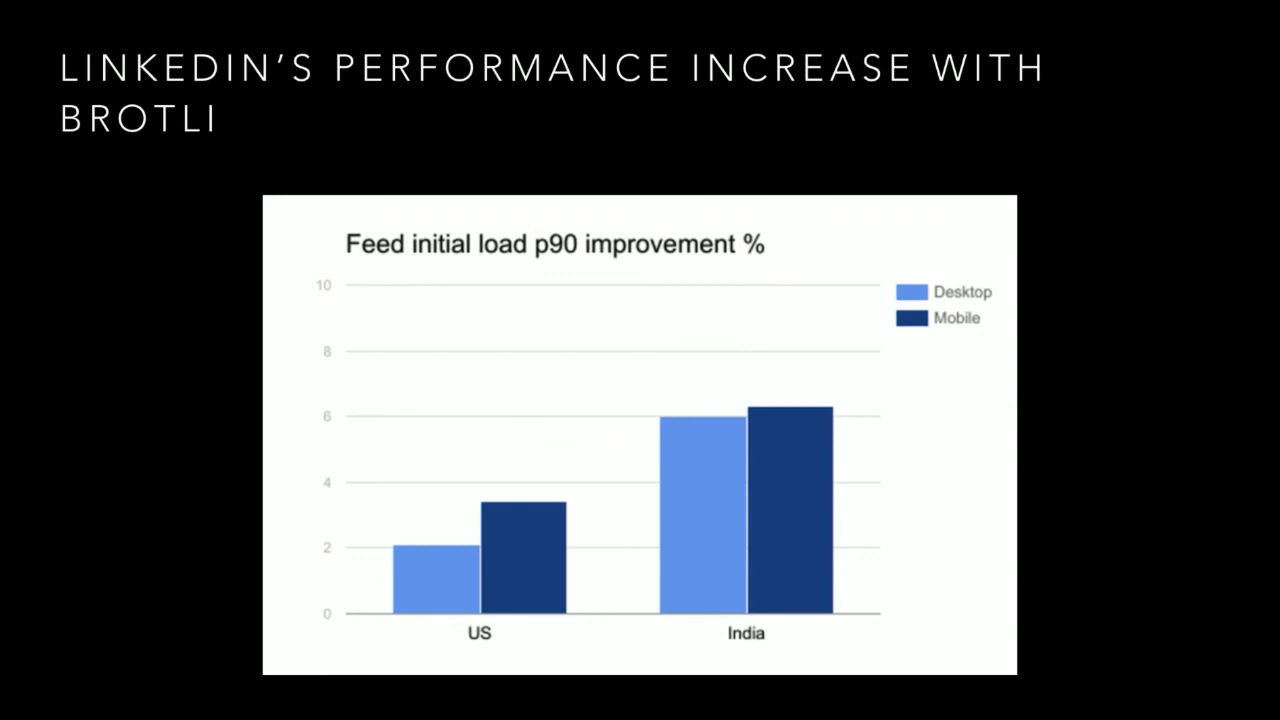 LINKEDIN’S PERFORMANCE INCREASE WITH
BROTLI
Feed initial load p90 improvement %
10
8
6
4
2
0
US
India
Desktop
Mobile